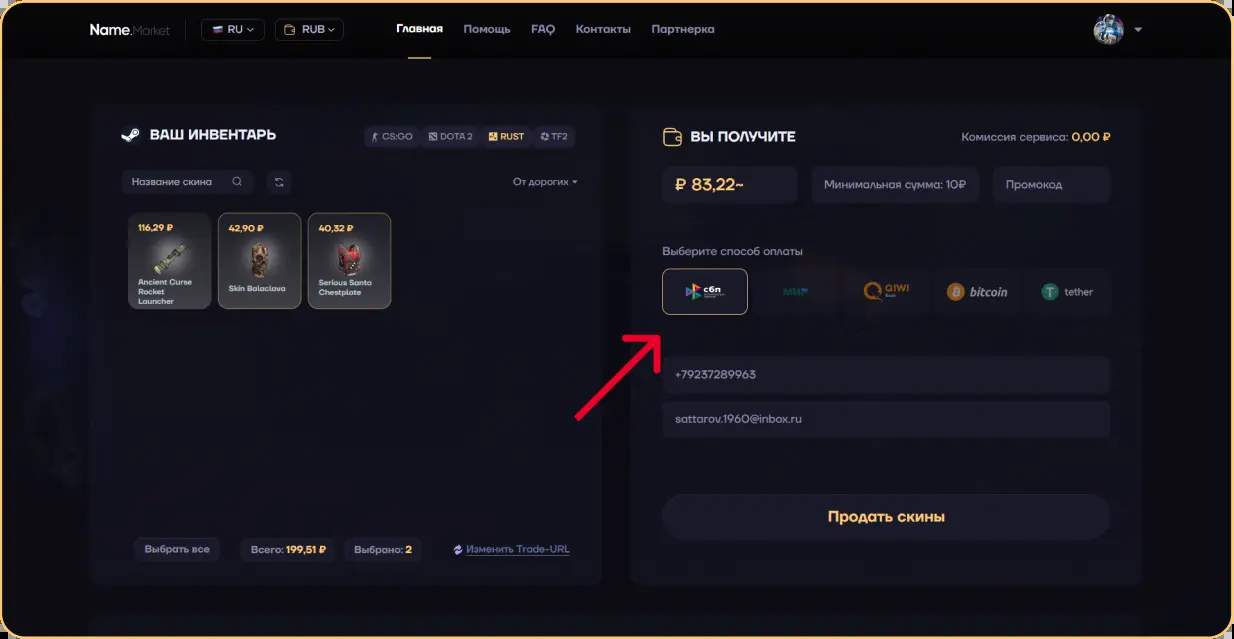 Name.Market
RU
RUB
Главная
Помощь
FAQ
Контакты
Партнерка
ВАШ ИНВЕНТАРЬ
CS:GO
DOTA 2
RUST
TF2
Название скина
От дорогих
116,29 ₽
Ancient Curse
Rocket
Launcher
42,90 ₽
Skin Balaclava
40,32 ₽
Serious Santa
Chestplate
Выбрать все
Всего: 199,51 ₽
Выбрано: 2
Изменить Trade-URL
ВЫ ПОЛУЧИТЕ
Комиссия сервиса: 0,00 ₽
₽ 83,22~
Минимальная сумма: 10₽
Промокод
Выберите способ оплаты
сбп
МИР
QIWI
bitcoin
tether
+79237289963
sattarov.1960@inbox.ru
Продать скины